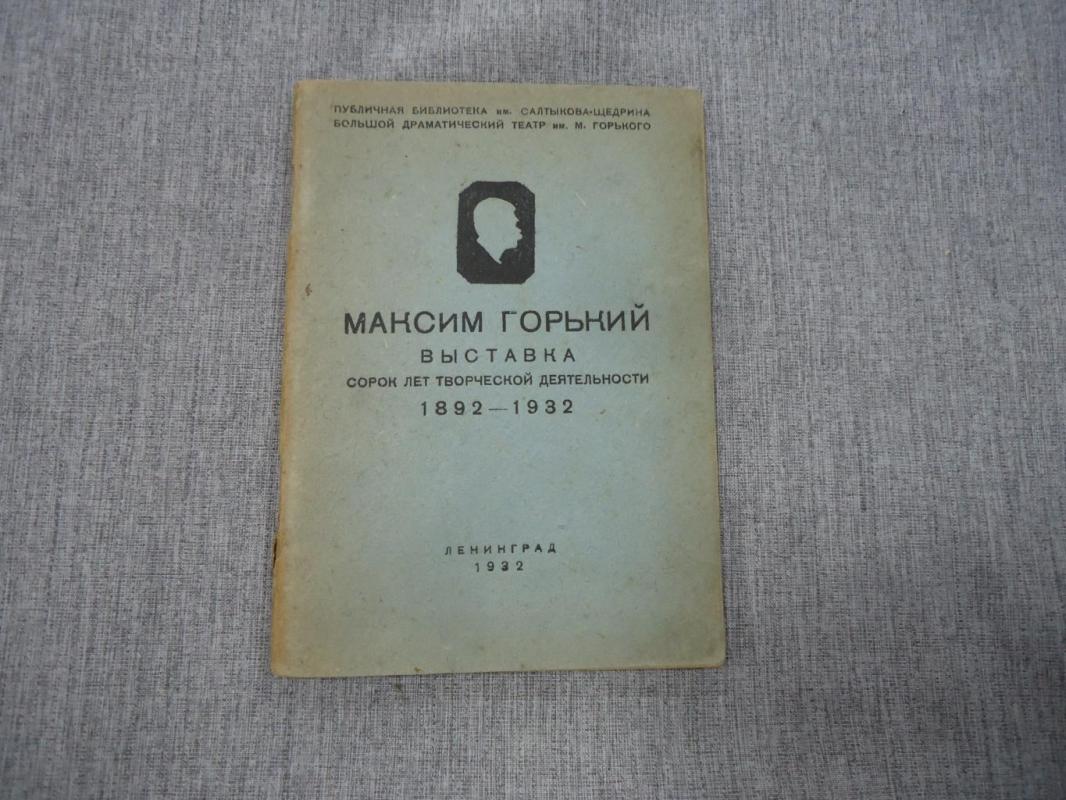 ПУБЛИЧНАЯ БИБЛИОТЕКА им. САЛТЫКОВА-ЩЕДРИНА
БОЛЬШОЙ ДРАМАТИЧЕСКИЙ ТЕАТР им. М. ГОРЬКОГО
МАКСИМ ГОРЬКИЙ
ВЫСТАВКА
СОРОК ЛЕТ ТВОРЧЕСКОЙ ДЕЯТЕЛЬНОСТИ
1892—1932
ЛЕНИНГРАД
1932